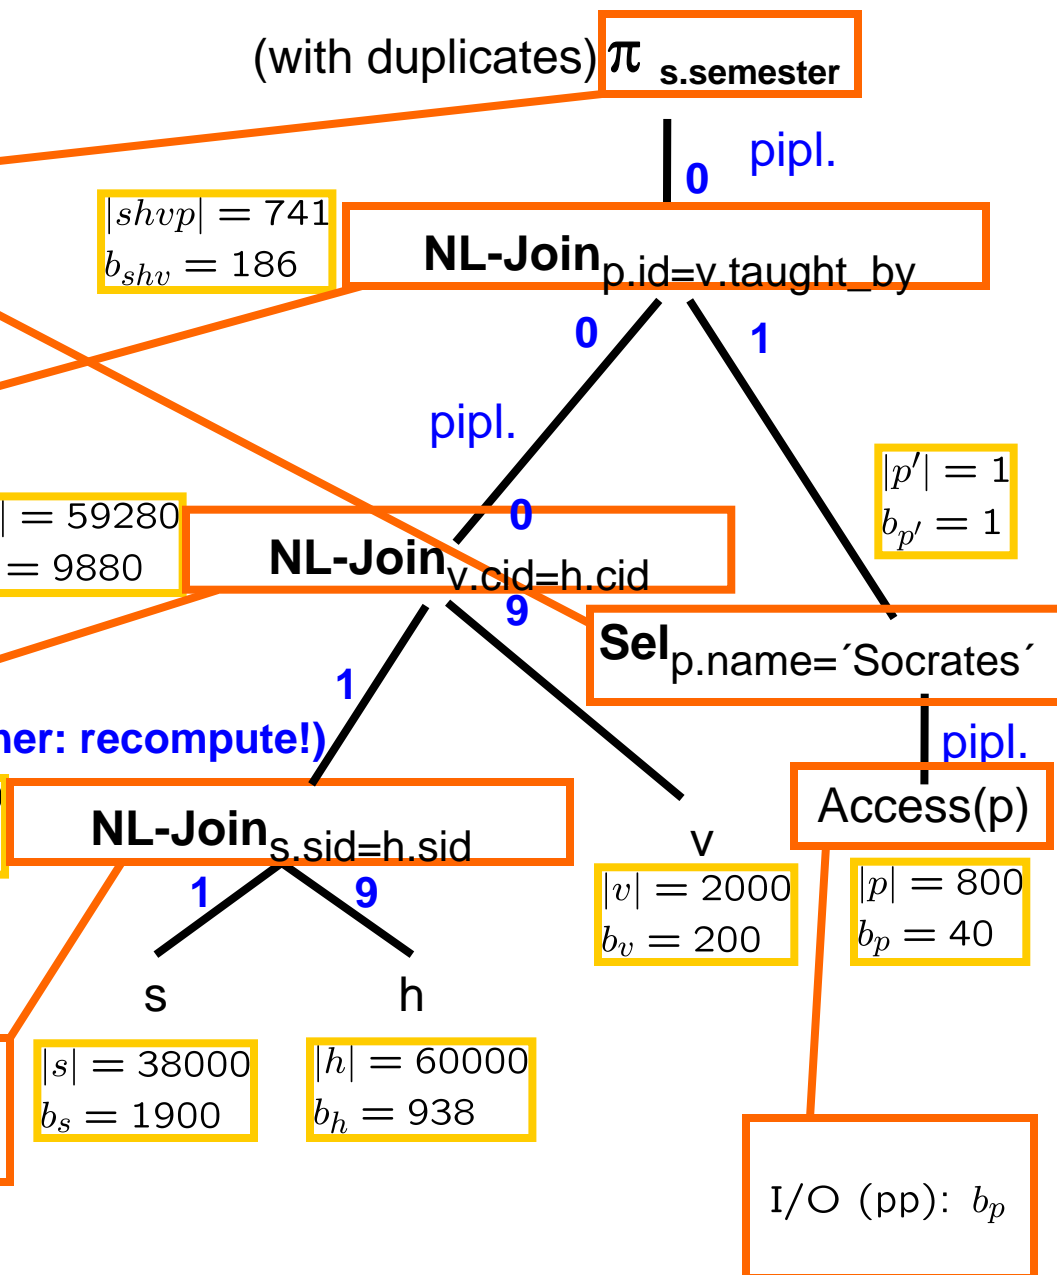 (with duplicates) π s.semester
pipl.
0
|shvp| = 741
b_shv = 186
NL-Join p.id=v.taught_by
0
1
pipl.
|p′| = 1
b_p′ = 1
| = 59280
= 9880
0
NL-Join v.cid=h.cid
9
Sel p.name=´Socrates´
1
ner: recompute!)
pipl.
NL-Join s.sid=h.sid
Access(p)
v
1
9
|v| = 2000
b_v = 200
|p| = 800
b_p = 40
s
h
|s| = 38000
b_s = 1900
|h| = 60000
b_h = 938
I/O (pp): b_p